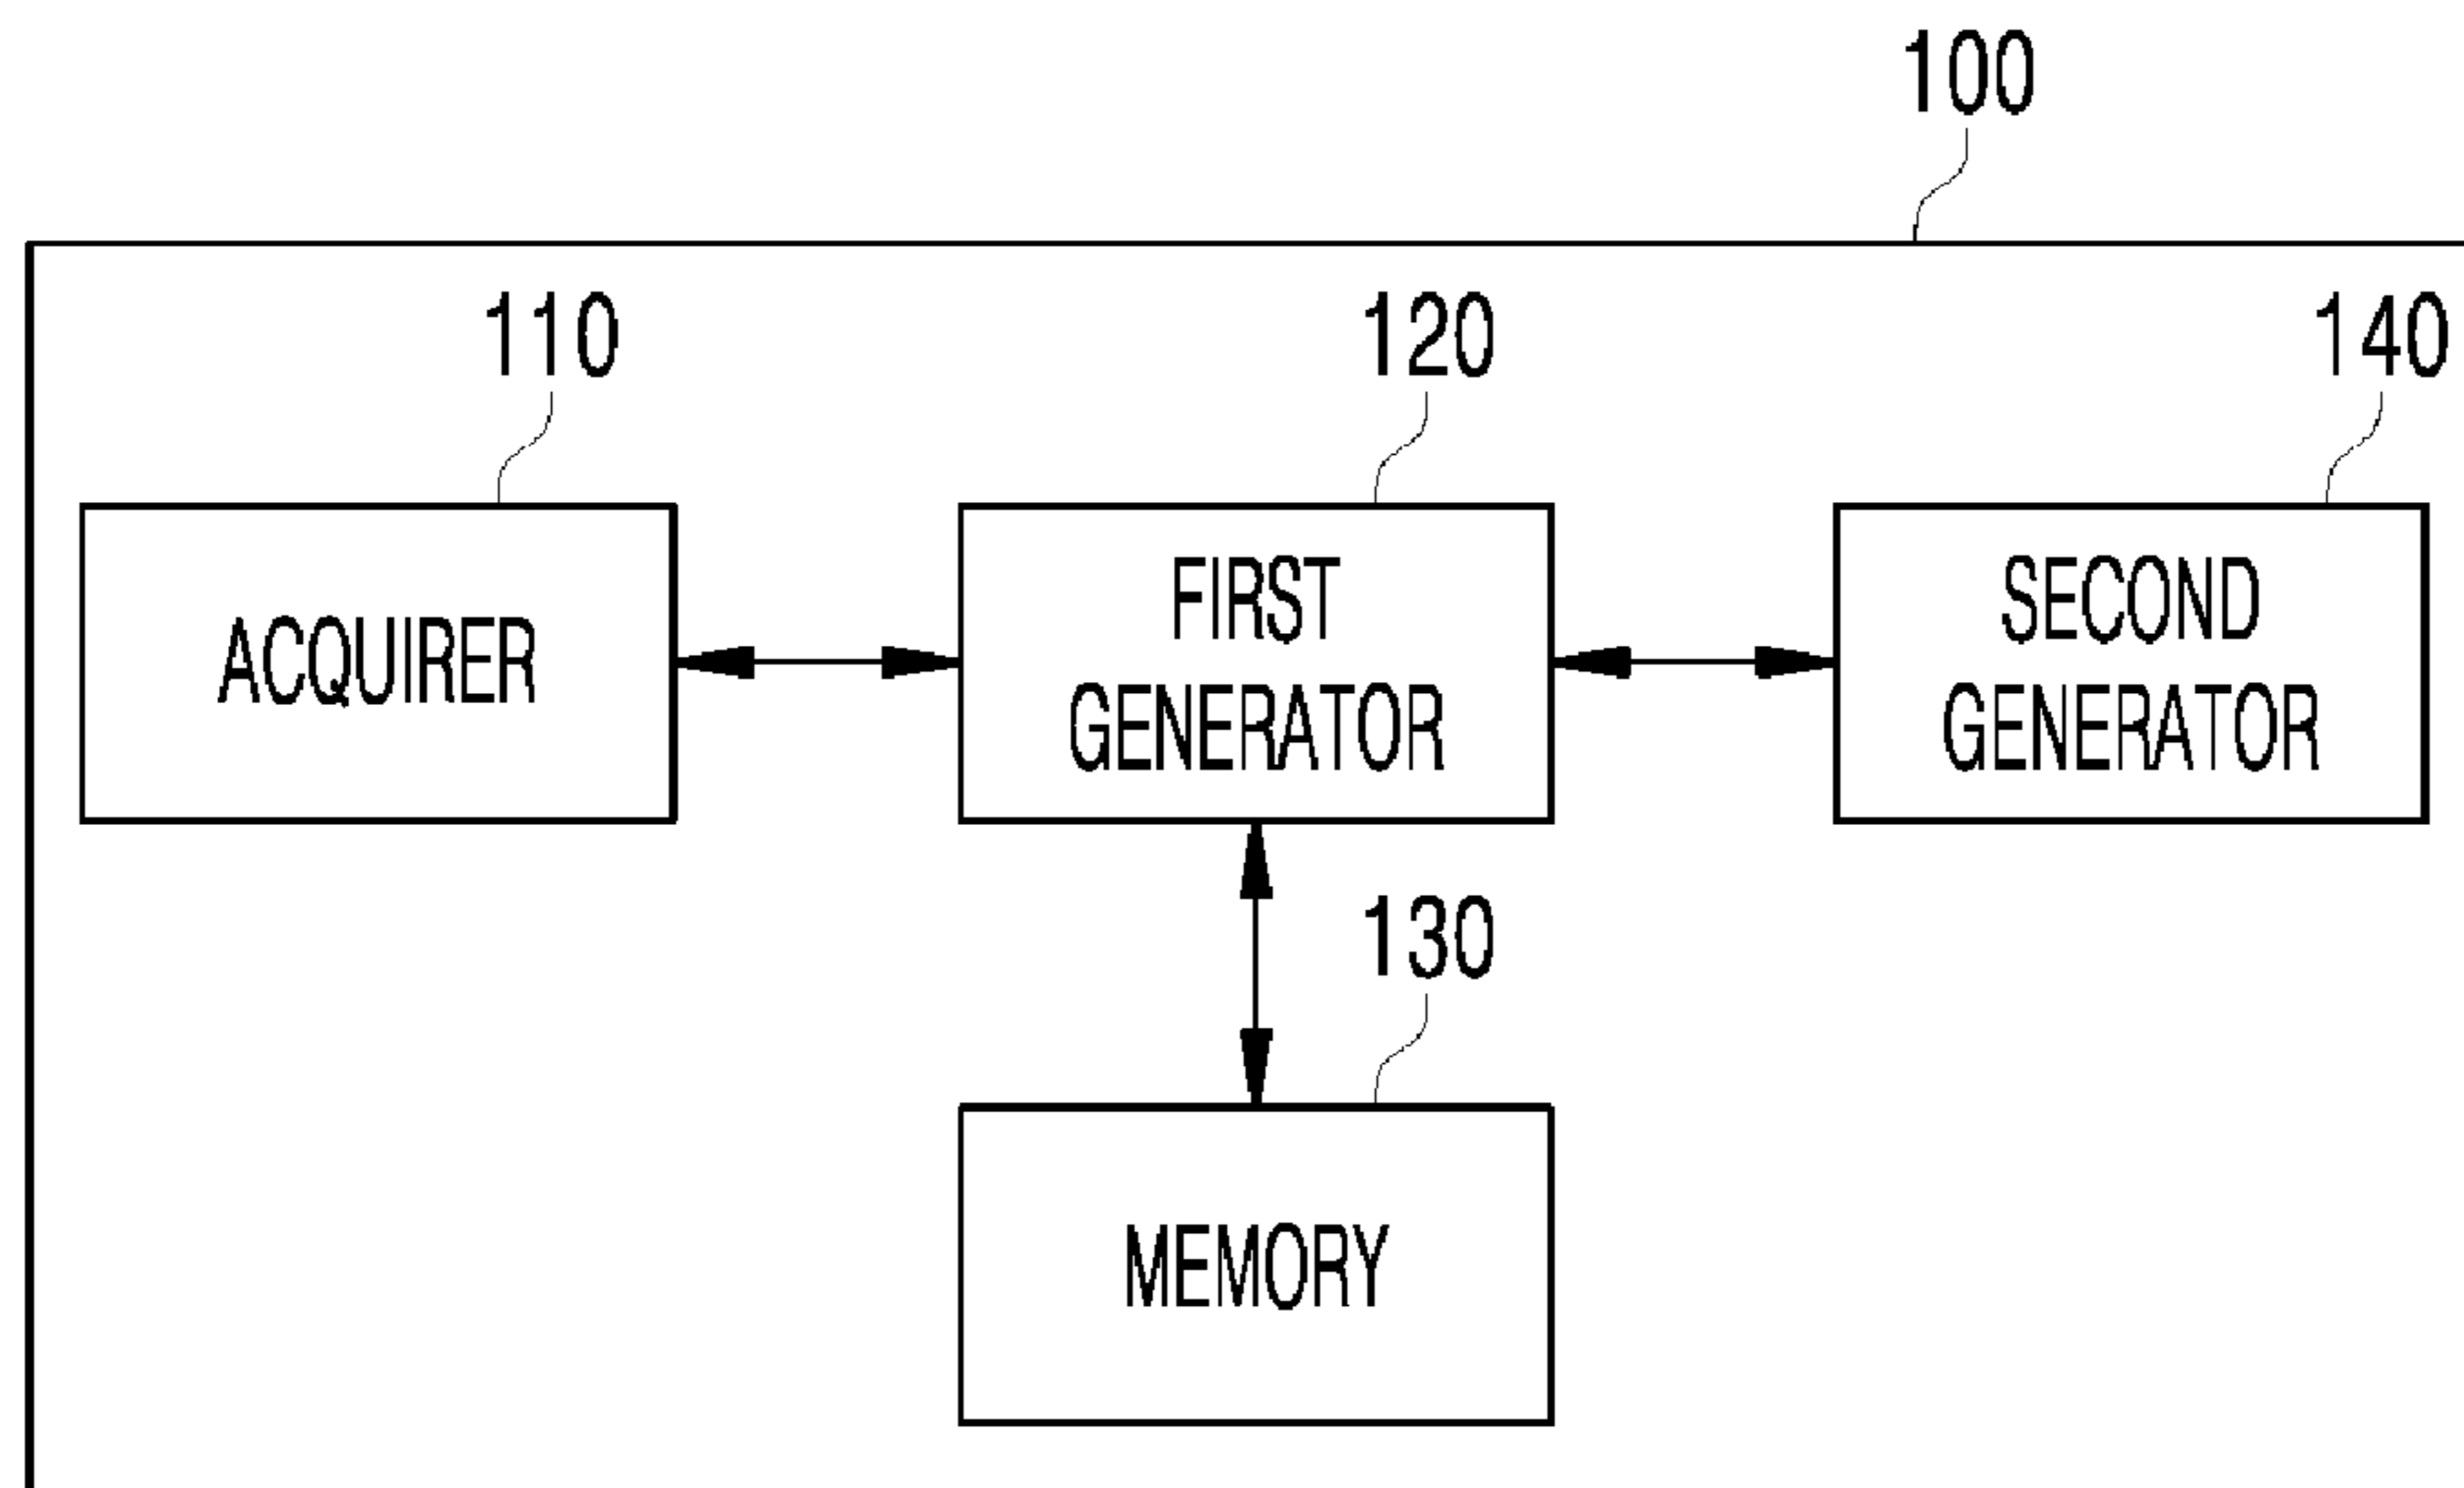 100
110
120
140
ACQUIRER
FIRST
GENERATOR
SECOND
GENERATOR
130
MEMORY